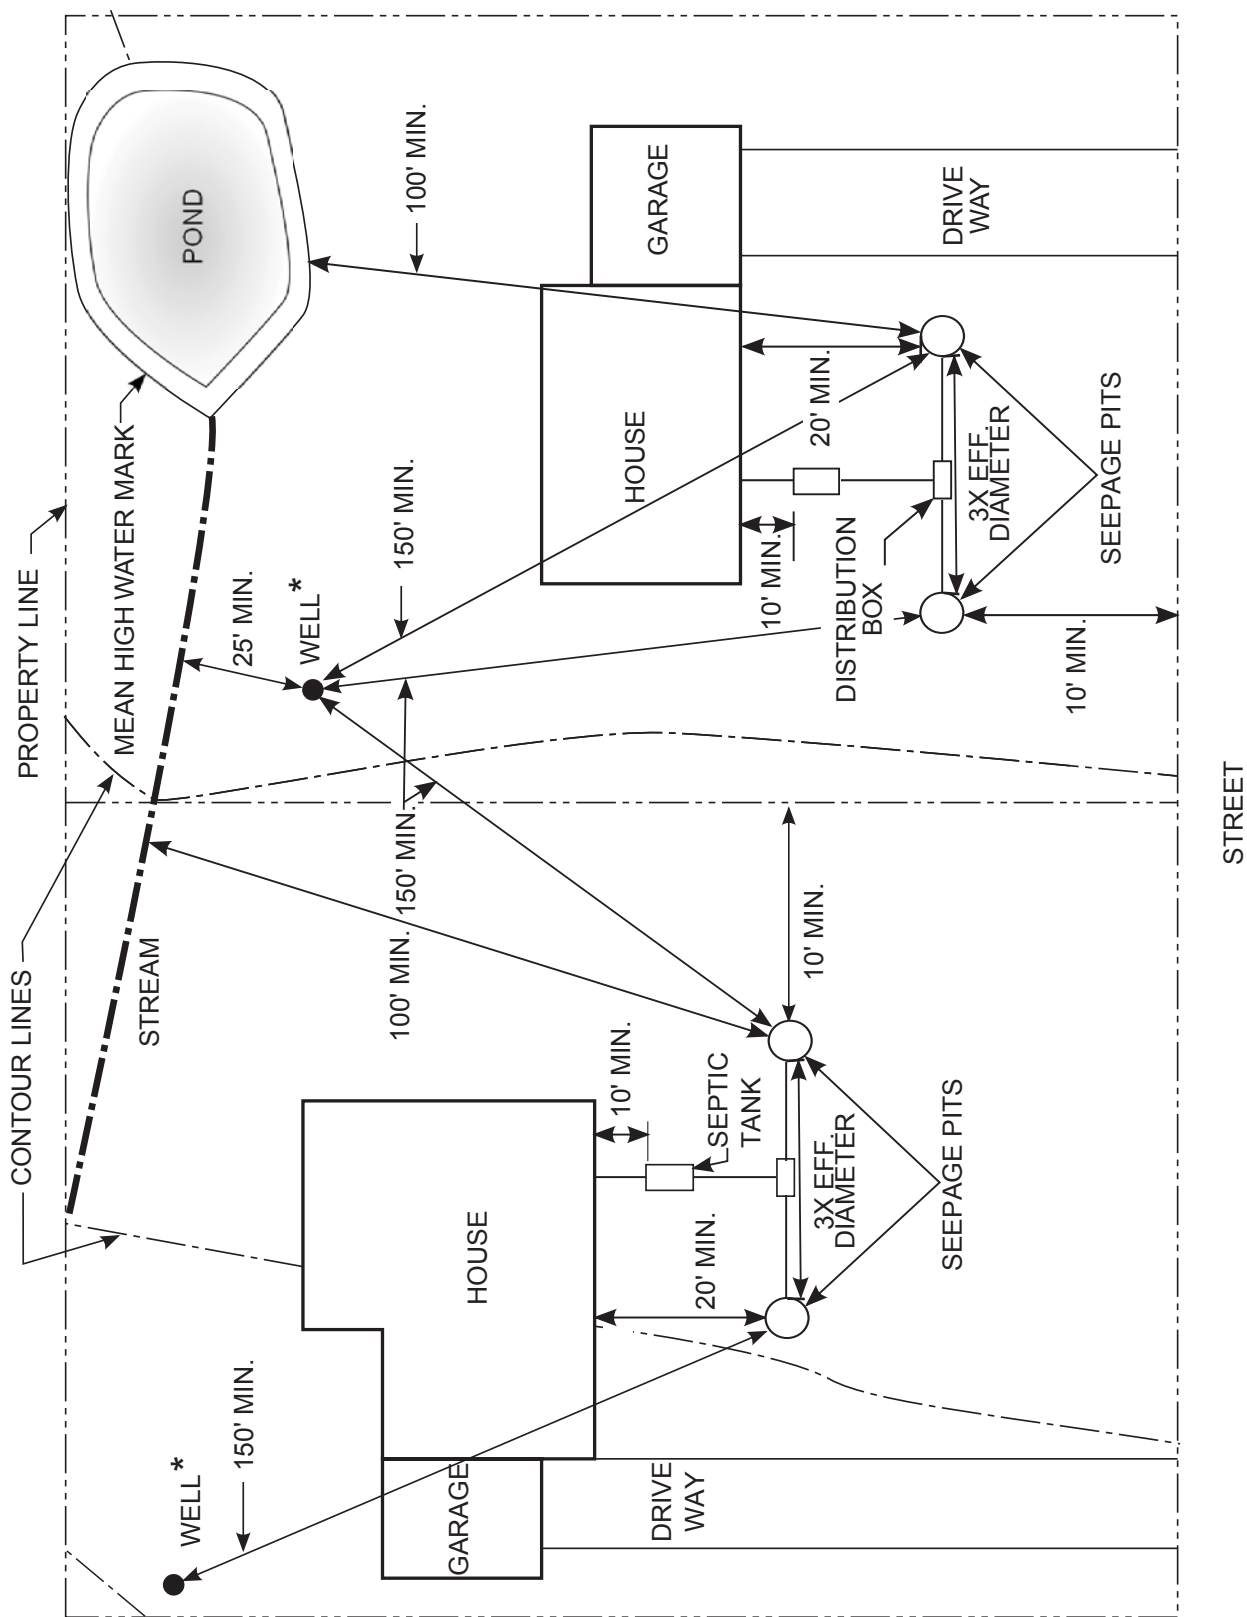 CONTOUR LINES
PROPERTY LINE
MEAN HIGH WATER MARK
STREAM
WELL*
POND
150' MIN.
25' MIN.
WELL*
100' MIN.
150' MIN.
150' MIN.
100' MIN.
GARAGE
HOUSE
10' MIN.
HOUSE
GARAGE
DRIVE
WAY
20' MIN.
SEPTIC
TANK
10' MIN.
10' MIN.
20' MIN.
3X EFF.
DIAMETER
DISTRIBUTION
BOX
SEEPAGE PITS
DRIVE
WAY
3X EFF.
DIAMETER
10' MIN.
SEEPAGE PITS
STREET